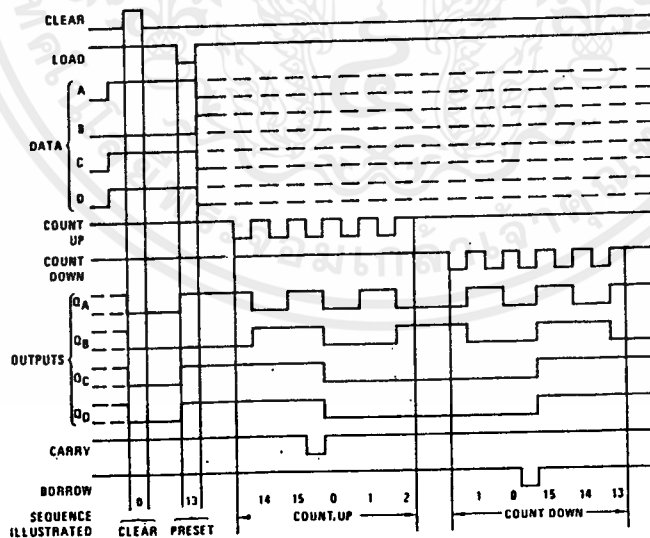 CLEAR
LOAD
A
B
DATA
C
D
COUNT UP
COUNT DOWN
QA
QB
OUTPUTS
QC
QD
CARRY
BORROW
0 13 14 15 0 1 2 1 0 15 14 13
SEQUENCE ILLUSTRATED
CLEAR PRESET COUNT UP COUNT DOWN